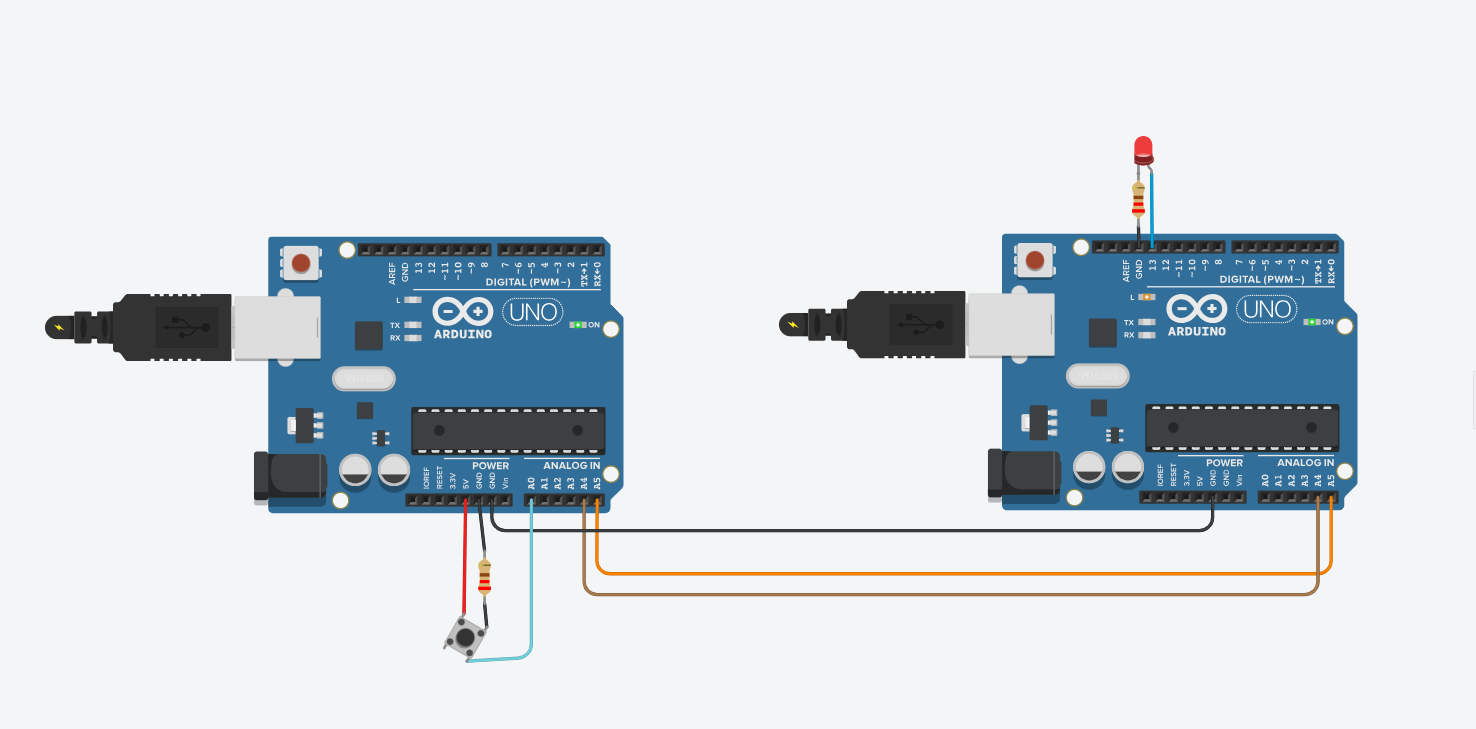 AREF
GND
13
12
~11
~10
~9
8
7
~6
~5
4
~3
2
TX→1
RX←0
DIGITAL (PWM~)
L
TX
RX
UNO
ARDUINO
ON
POWER
ANALOG IN
IOREF
RESET
3.3V
5V
GND
GND
Vin
A0
A1
A2
A3
A4
A5
AREF
GND
13
12
~11
~10
~9
8
7
~6
~5
4
~3
2
TX→1
RX←0
DIGITAL (PWM~)
L
TX
RX
UNO
ARDUINO
ON
POWER
ANALOG IN
IOREF
RESET
3.3V
5V
GND
GND
Vin
A0
A1
A2
A3
A4
A5